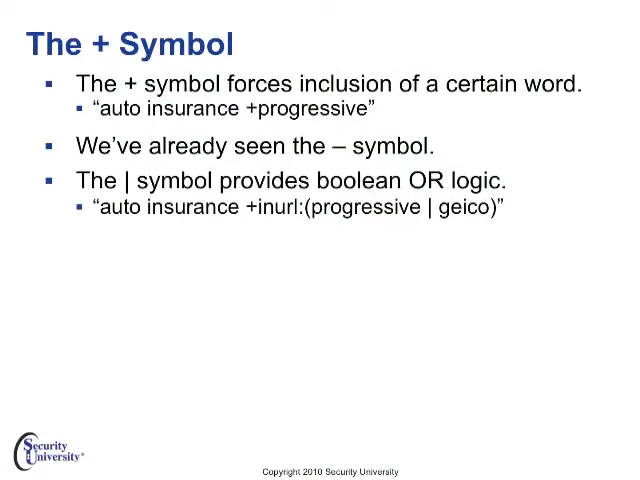 The + Symbol
▪ The + symbol forces inclusion of a certain word.
▪ “auto insurance +progressive”
▪ We’ve already seen the – symbol.
▪ The | symbol provides boolean OR logic.
▪ “auto insurance +inurl:(progressive | geico)”
Security
University®
Copyright 2010 Security University